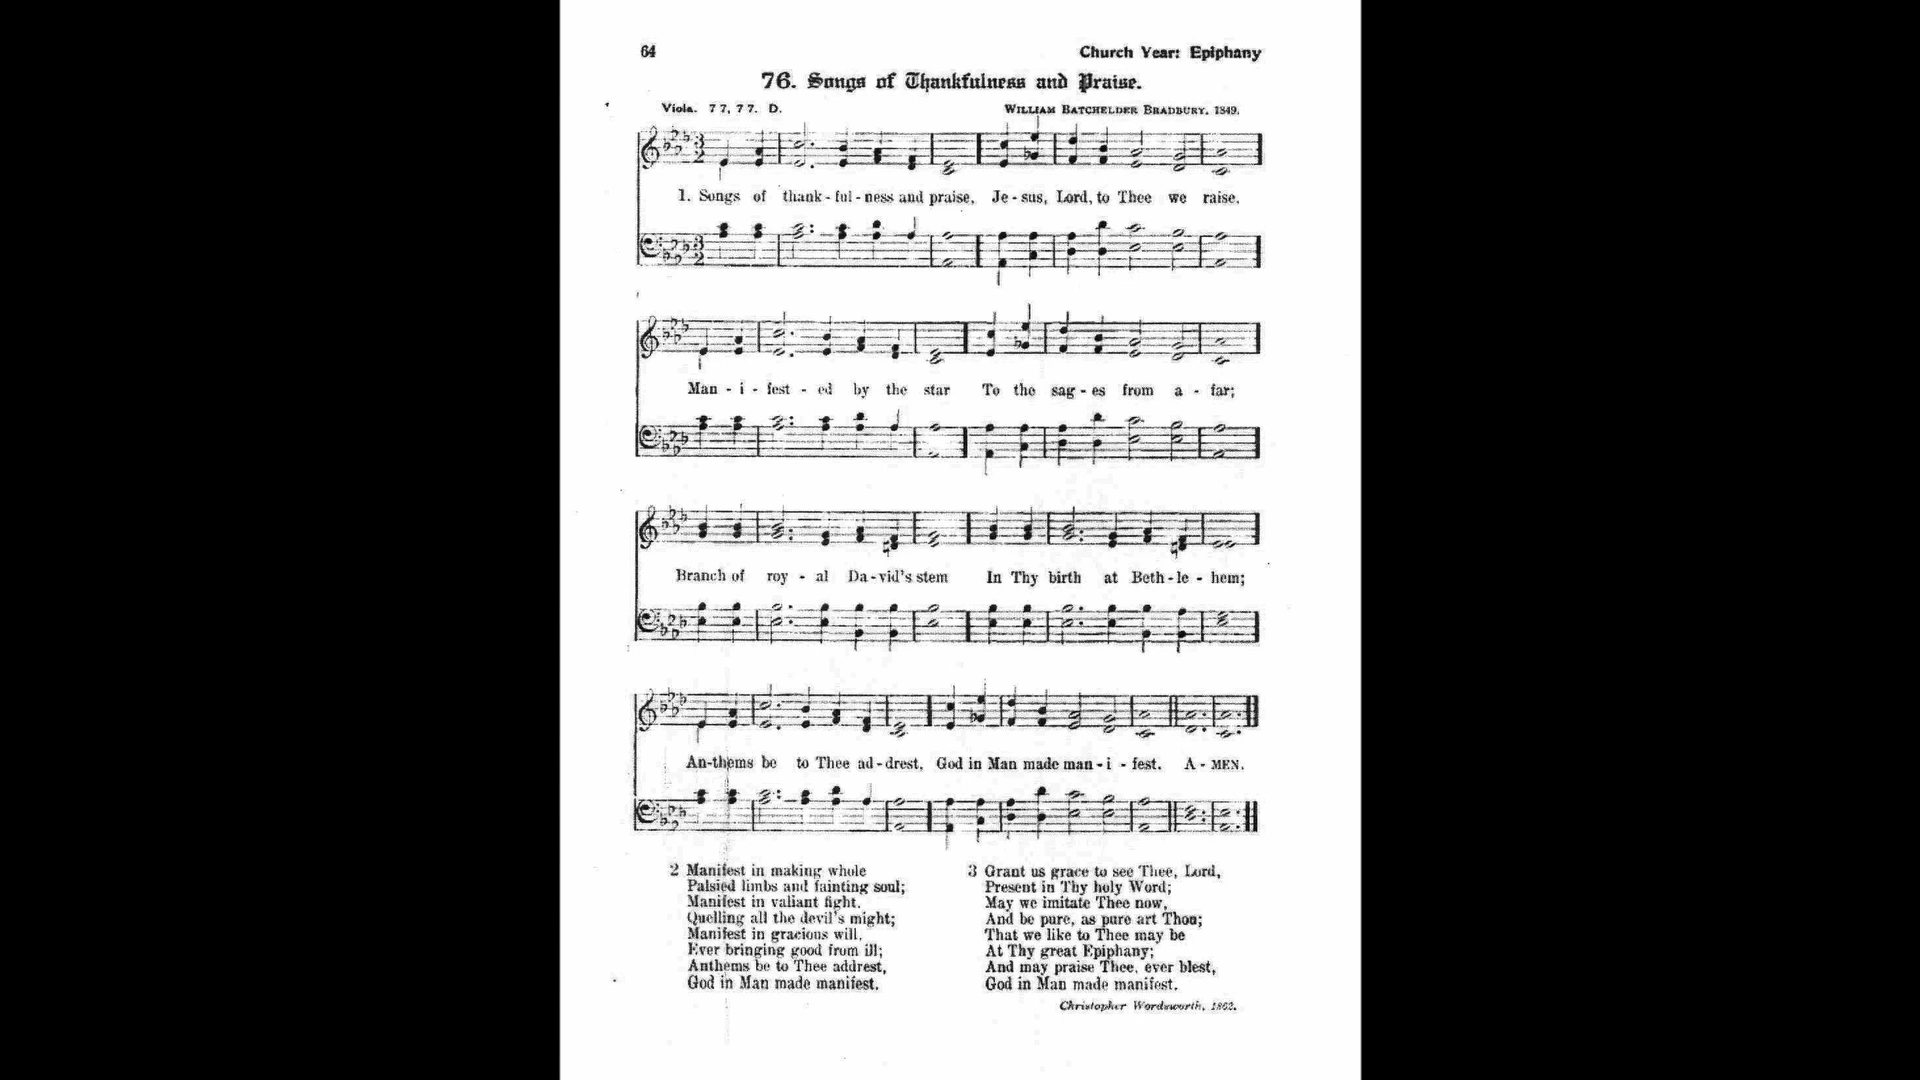 64
Church Year: Epiphany
76. Songs of Thankfulness and Praise.
Viola. 7 7, 7 7. D.
WILLIAM BATCHELDER BRADBURY, 1849.
1. Songs of thank - ful - ness and praise, Je - sus, Lord, to Thee we raise,
Man - i - fest - ed by the star To the sag - es from a - far;
Branch of roy - al Da - vid's stem In Thy birth at Beth - le - hem;
An-thems be to Thee ad - drest, God in Man made man - i - fest. A - MEN.
2 Manifest in making whole
Palsied limbs and fainting soul;
Manifest in valiant fight,
Quelling all the devil's might;
Manifest in gracious will,
Ever bringing good from ill;
Anthems be to Thee addrest,
God in Man made manifest.
3 Grant us grace to see Thee, Lord,
Present in Thy holy Word;
May we imitate Thee now,
And be pure, as pure art Thou;
That we like to Thee may be
At Thy great Epiphany;
And may praise Thee, ever blest,
God in Man made manifest.
Christopher Wordsworth, 1862.